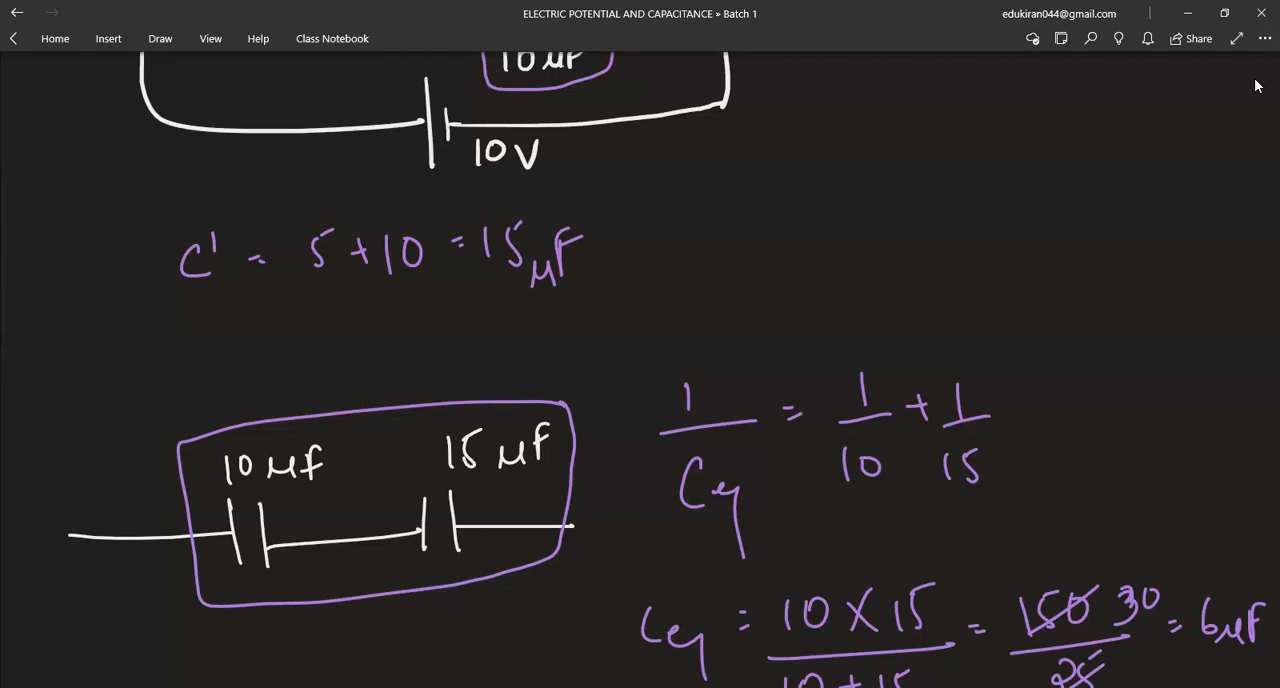 ELECTRIC POTENTIAL AND CAPACITANCE » Batch 1
edukiran044@gmail.com
Home Insert Draw View Help Class Notebook
Share
10 μF
10 V
C' = 5 + 10 = 15 μF
10 μf 15 μf
1/Ceq = 1/10 + 1/15
Ceq = 10 X 15 / 10 + 15 = 150 30 / 25 = 6 μF